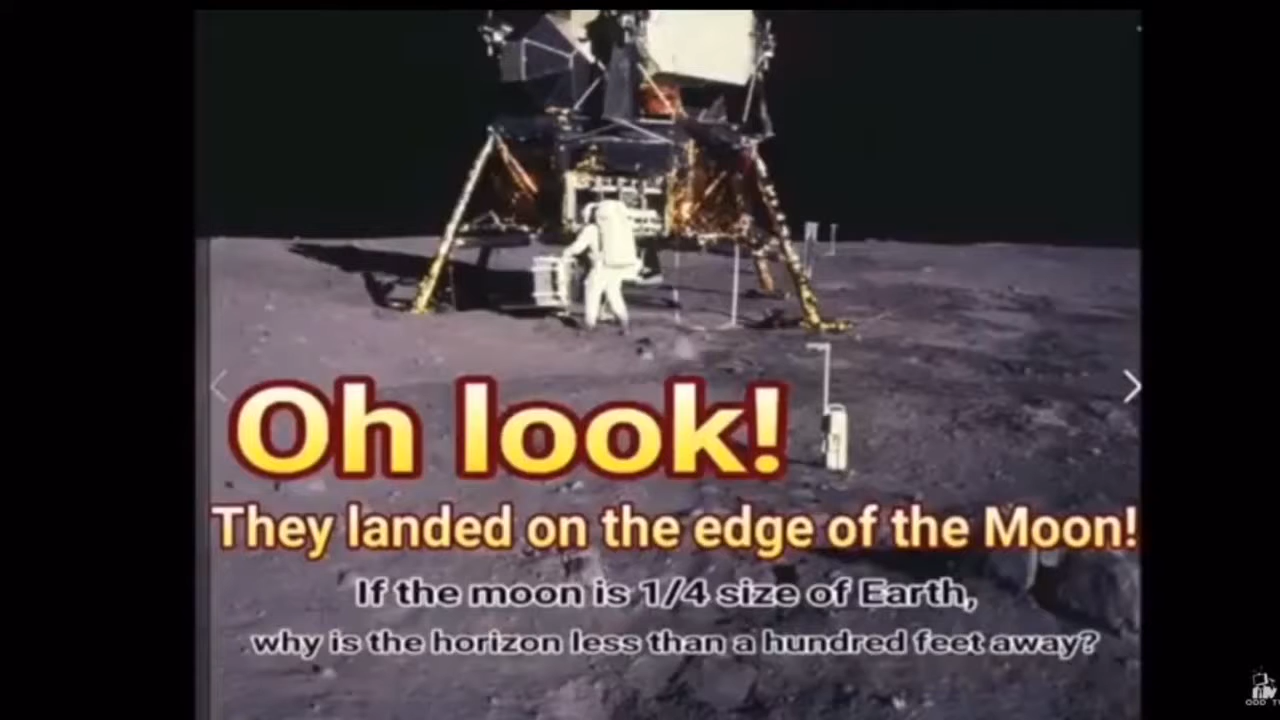 Oh look!
They landed on the edge of the Moon!
If the moon is 1/4 size of Earth,
why is the horizon less than a hundred feet away?
ODD